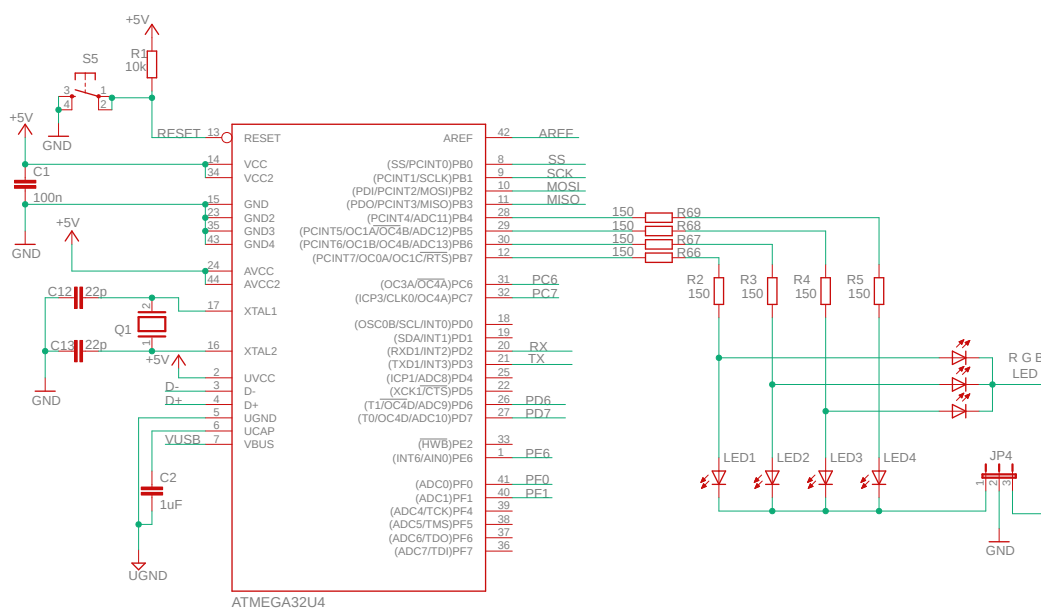 +5V
R1
10k
S5
3
1
4
2
GND
+5V
C1
100n
GND
+5V
C12
22p
2
Q1
1
C13
22p
GND
+5V
D-
D+
VUSB
C2
1uF
UGND
RESET
13
RESET
14
VCC
34
VCC2
15
GND
23
GND2
35
GND3
43
GND4
24
AVCC
44
AVCC2
17
XTAL1
16
XTAL2
2
UVCC
3
D-
4
D+
5
UGND
6
UCAP
7
VBUS
AREF
42
AREF
(SS/PCINT0)PB0
8
SS
(PCINT1/SCLK)PB1
9
SCK
(PDI/PCINT2/MOSI)PB2
10
MOSI
(PDO/PCINT3/MISO)PB3
11
MISO
(PCINT4/ADC11)PB4
28
150
R69
(PCINT5/OC1A/OC4B/ADC12)PB5
29
150
R68
(PCINT6/OC1B/OC4B/ADC13)PB6
30
150
R67
(PCINT7/OC0A/OC1C/RTS)PB7
12
150
R66
(OC3A/OC4A)PC6
31
PC6
(ICP3/CLK0/OC4A)PC7
32
PC7
(OSC0B/SCL/INT0)PD0
18
(SDA/INT1)PD1
19
(RXD1/INT2)PD2
20
RX
(TXD1/INT3)PD3
21
TX
(ICP1/ADC8)PD4
25
(XCK1/CTS)PD5
22
(T1/OC4D/ADC9)PD6
26
PD6
(T0/OC4D/ADC10)PD7
27
PD7
(HWB)PE2
33
(INT6/AIN0)PE6
1
PF6
(ADC0)PF0
41
PF0
(ADC1)PF1
40
PF1
(ADC4/TCK)PF4
39
(ADC5/TMS)PF5
38
(ADC6/TDO)PF6
37
(ADC7/TDI)PF7
36
ATMEGA32U4
R2
150
R3
150
R4
150
R5
150
R G B
LED
LED1
LED2
LED3
LED4
JP4
1
2
3
GND